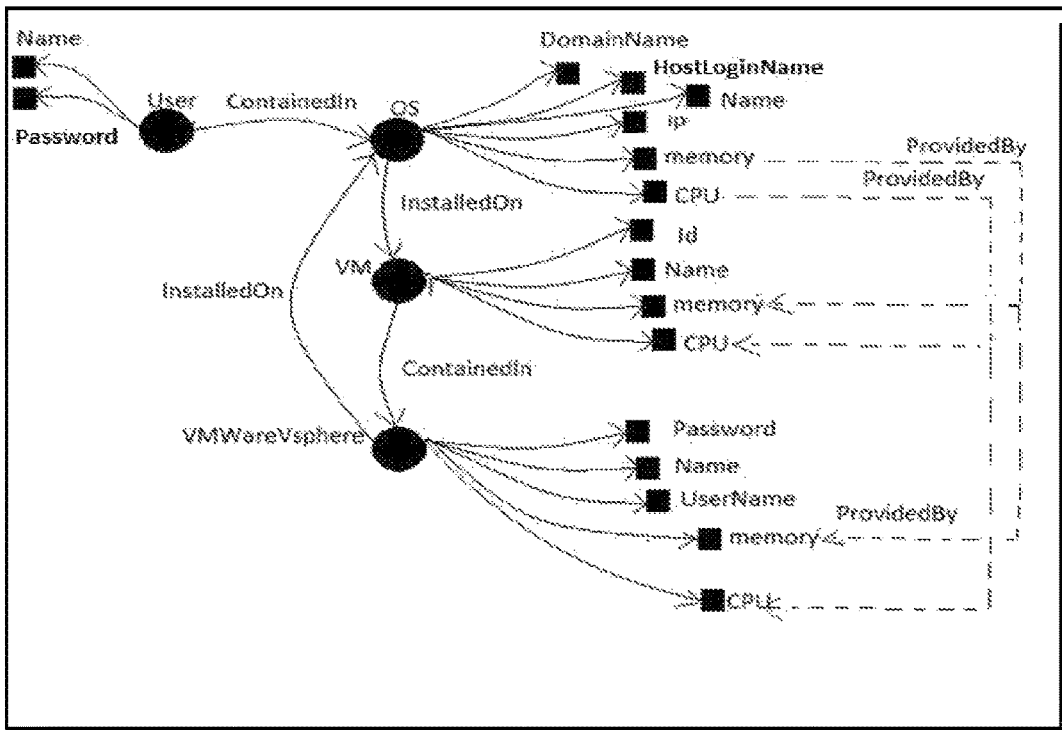 Name
DomainName
HostLoginName
User
ContainedIn
OS
Name
ip
Password
memory
ProvidedBy
ProvidedBy
CPU
InstalledOn
Id
VM
Name
InstalledOn
memory
CPU
ContainedIn
VMWareVsphere
Password
Name
UserName
ProvidedBy
memory
CPU